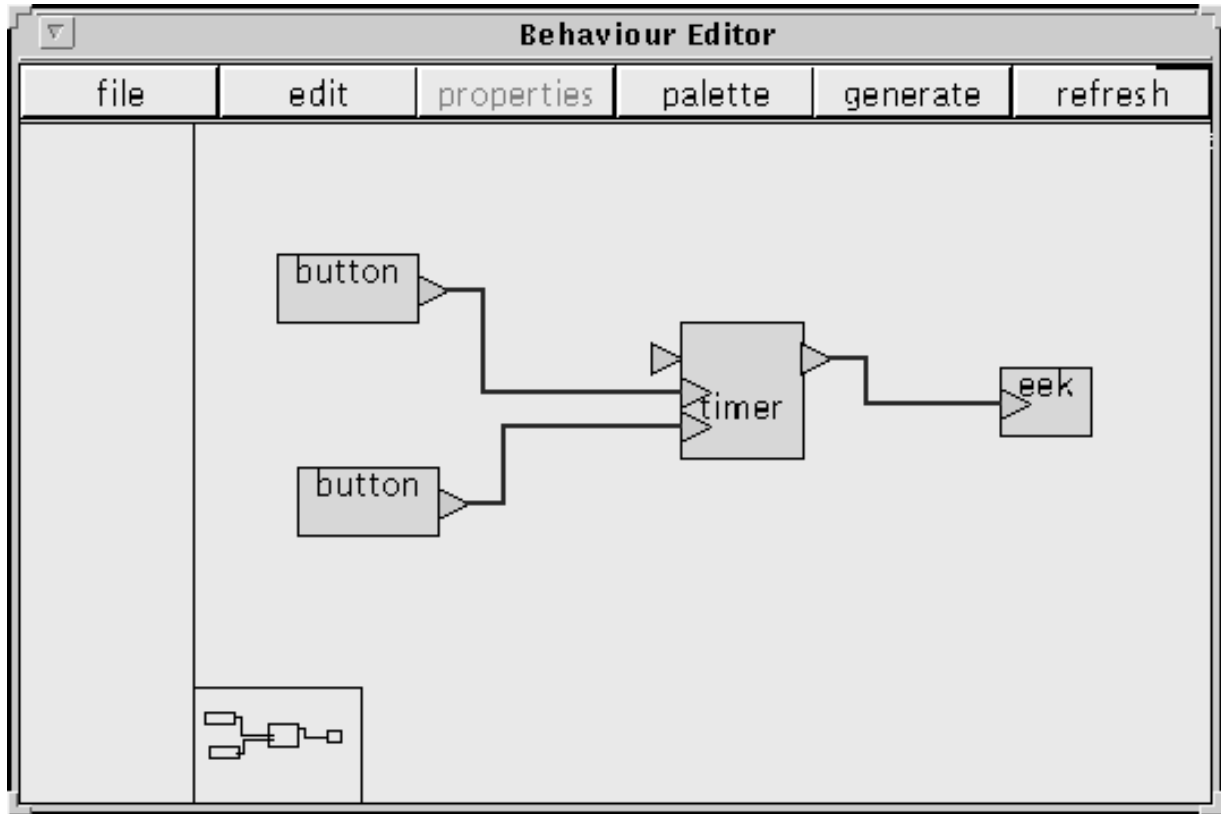 Behaviour Editor
file edit properties palette generate refresh
button
timer
eek
button